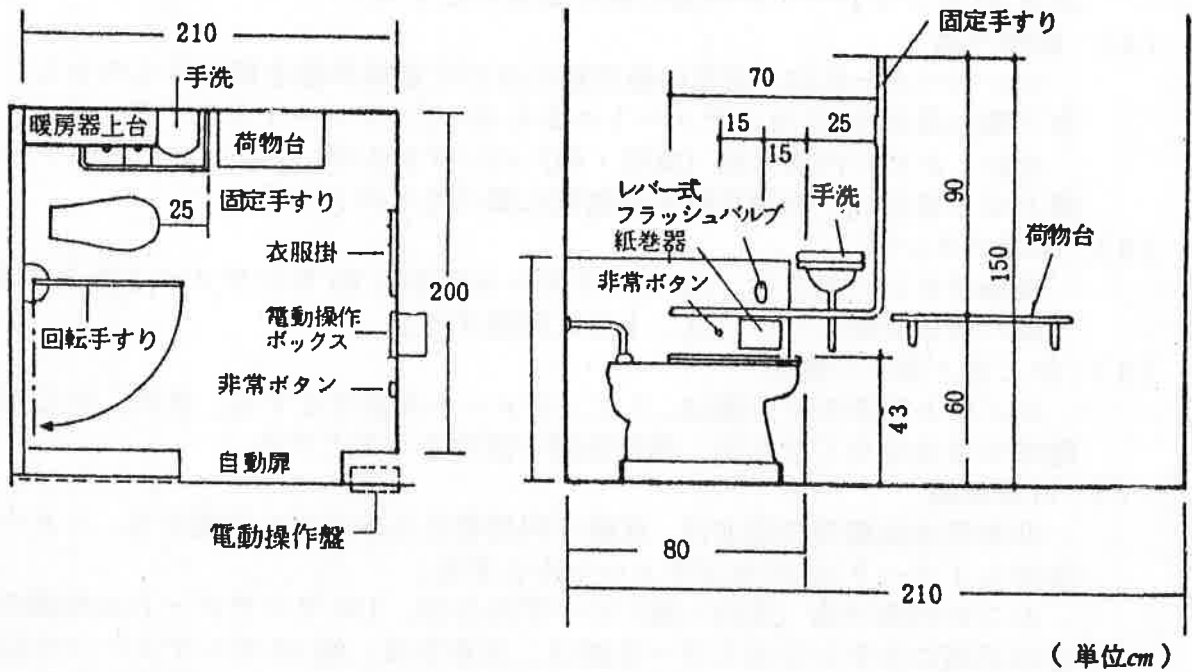 210
手洗
暖房器上台
荷物台
25
固定手すり
衣服掛
200
電動操作
ボックス
回転手すり
非常ボタン
自動扉
電動操作盤
固定手すり
70
15
25
15
レバー式
フラッシュバルブ
紙巻器
手洗
非常ボタン
90
150
荷物台
60
43
80
210
(単位cm)